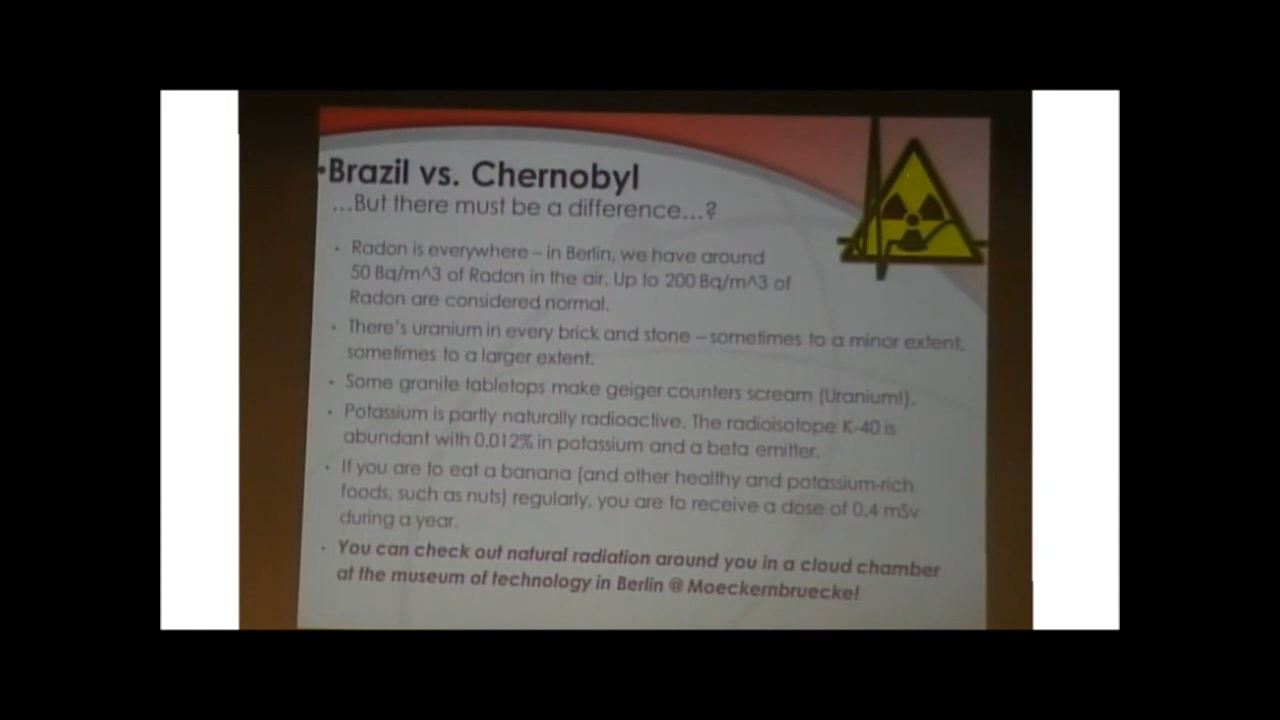 •Brazil vs. Chernobyl
...But there must be a difference...?
• Radon is everywhere – in Berlin, we have around
50 Bq/m^3 of Radon in the air. Up to 200 Bq/m^3 of
Radon are considered normal.
• There's uranium in every brick and stone – sometimes to a minor extent,
sometimes to a larger extent.
• Some granite tabletops make geiger counters scream (Uranium!).
• Potassium is partly naturally radioactive. The radioisotope K-40 is
abundant with 0,012% in potassium and a beta emitter.
• If you are to eat a banana (and other healthy and potassium-rich
foods, such as nuts) regularly, you are to receive a dose of 0,4 mSv
during a year.
• You can check out natural radiation around you in a cloud chamber
at the museum of technology in Berlin @ Moeckernbruecke!